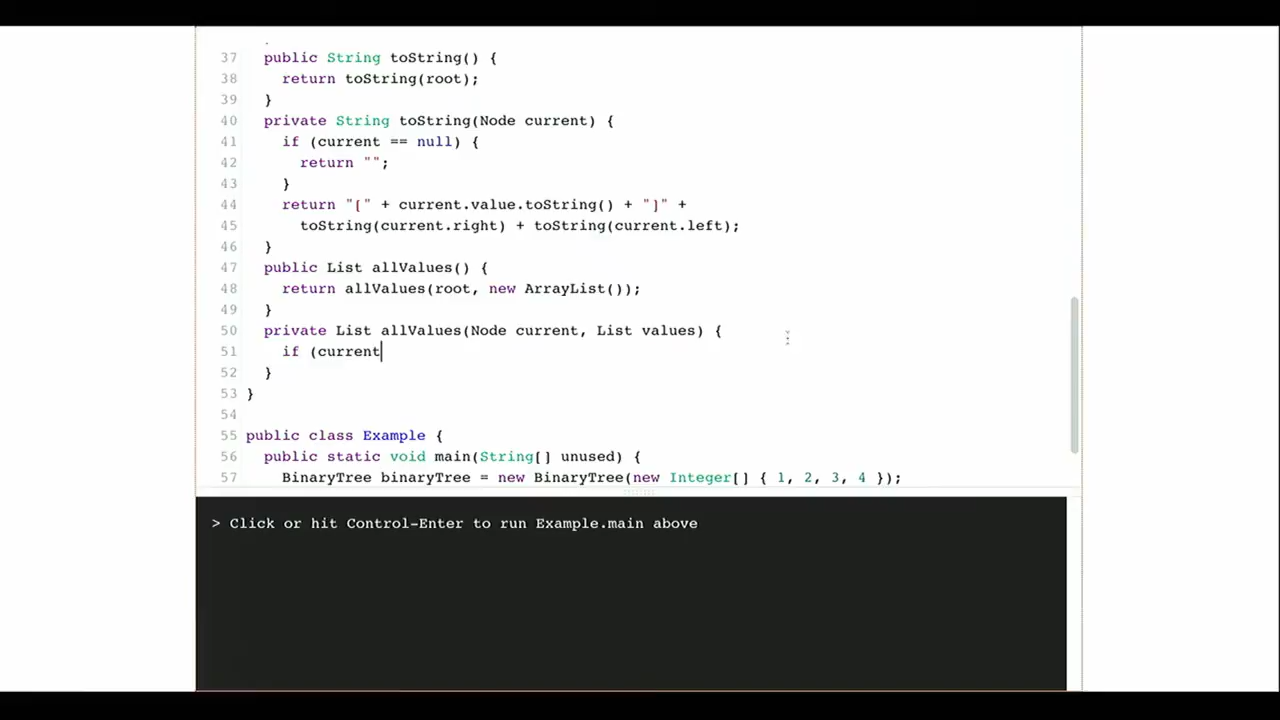 37 public String toString() {
38 return toString(root);
39 }
40 private String toString(Node current) {
41 if (current == null) {
42 return "";
43 }
44 return "[" + current.value.toString() + "]" +
45 toString(current.right) + toString(current.left);
46 }
47 public List allValues() {
48 return allValues(root, new ArrayList());
49 }
50 private List allValues(Node current, List values) {
51 if (current
52 }
53 }
54
55 public class Example {
56 public static void main(String[] unused) {
57 BinaryTree binaryTree = new BinaryTree(new Integer[] { 1, 2, 3, 4 });
> Click or hit Control-Enter to run Example.main above